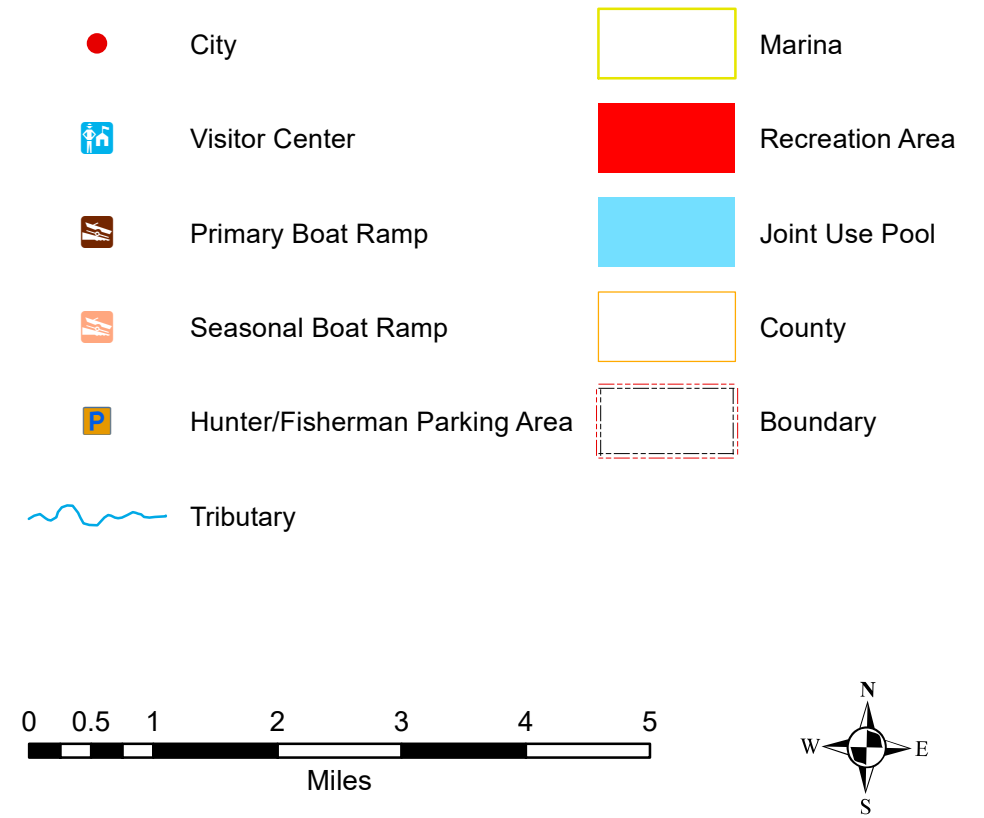 City
Visitor Center
Primary Boat Ramp
Seasonal Boat Ramp
P
Hunter/Fisherman Parking Area
Tributary
Marina
Recreation Area
Joint Use Pool
County
Boundary
0 0.5 1 2 3 4 5
Miles
N
W E
S